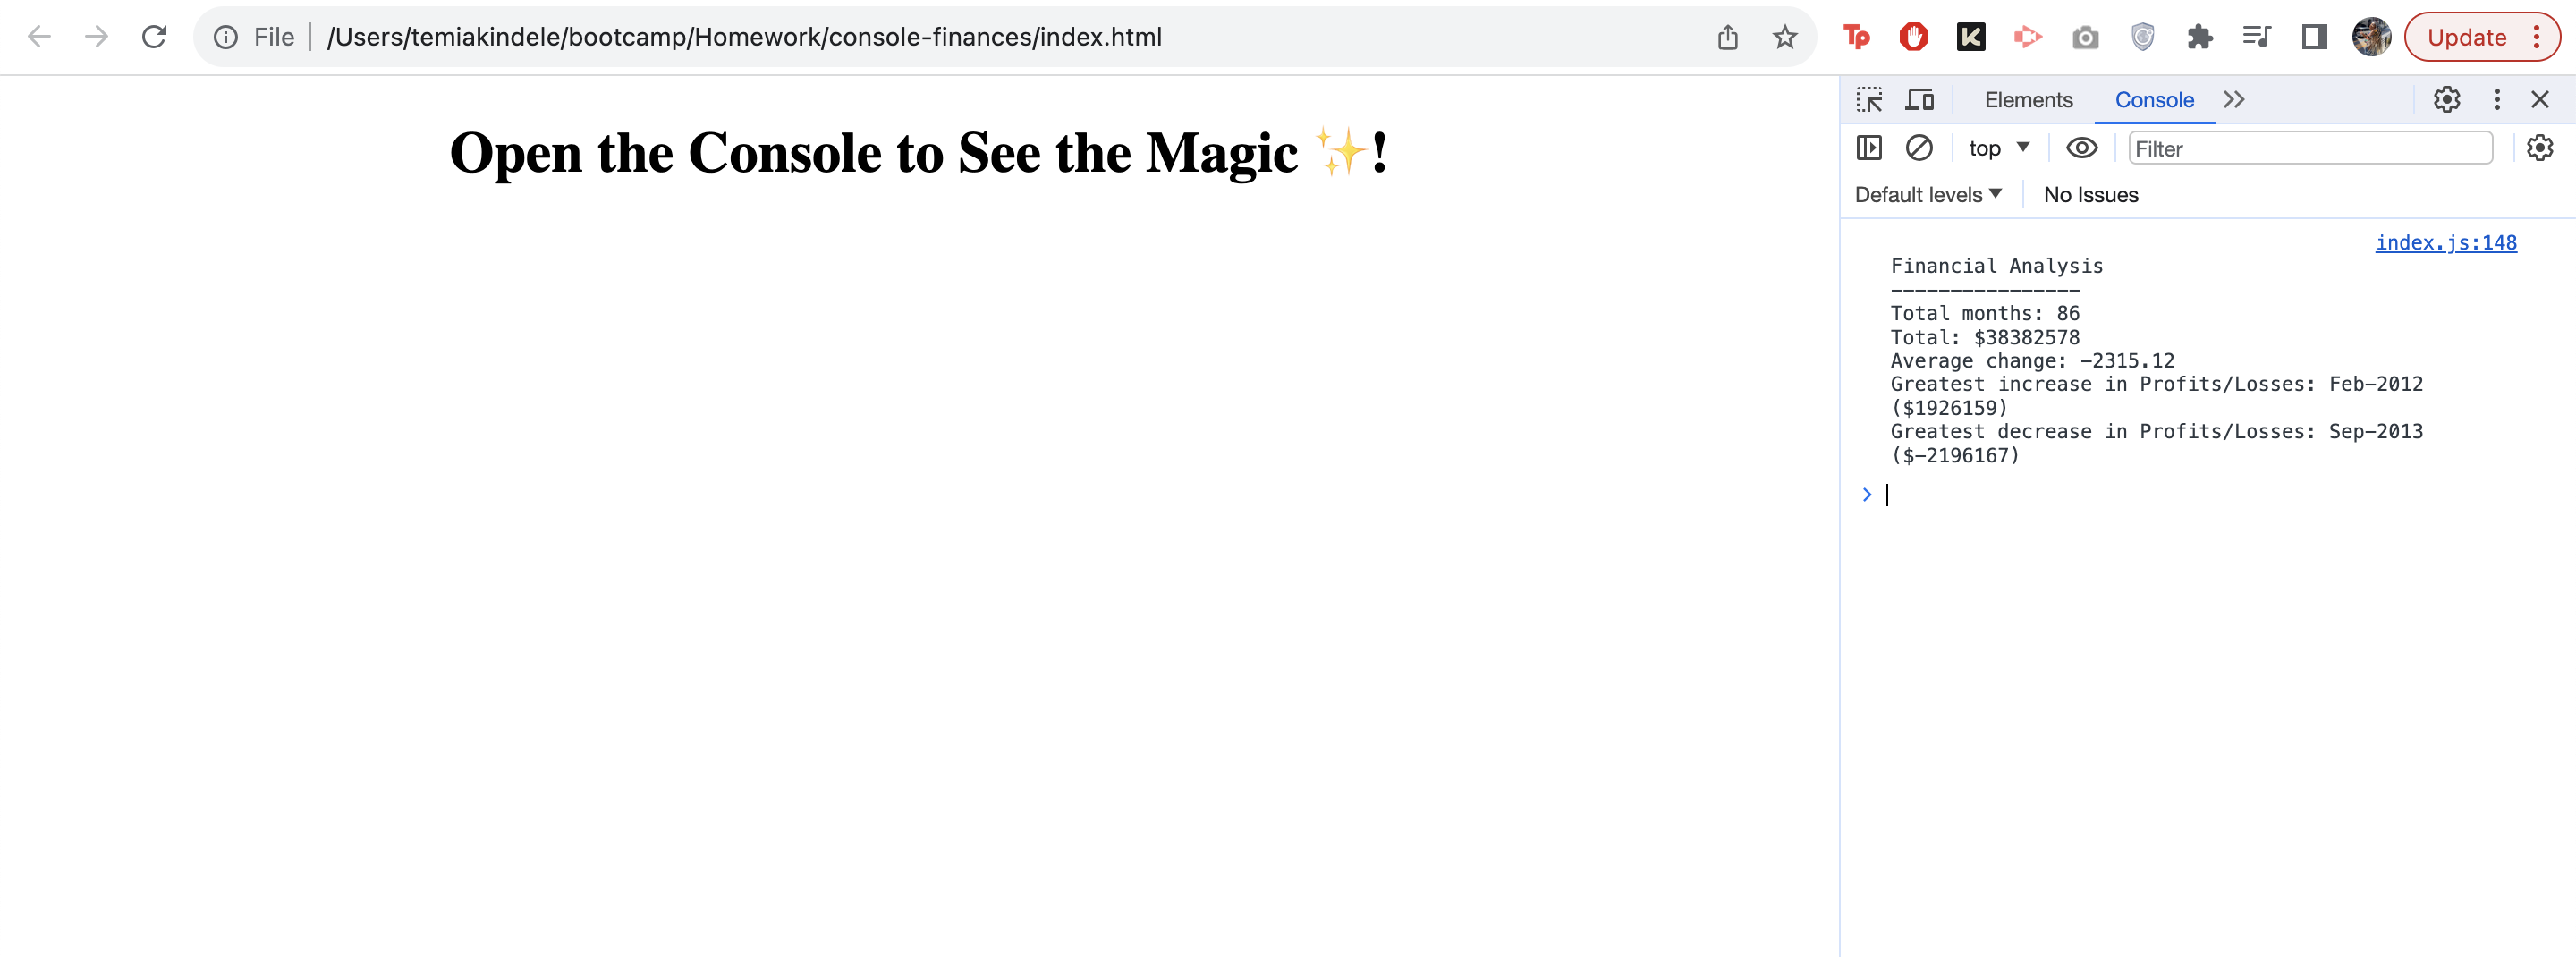 File /Users/temiakindele/bootcamp/Homework/console-finances/index.html
Update
Open the Console to See the Magic ✨!
Elements Console
top Filter
Default levels No Issues
index.js:148
Financial Analysis
----------------
Total months: 86
Total: $38382578
Average change: -2315.12
Greatest increase in Profits/Losses: Feb-2012
($1926159)
Greatest decrease in Profits/Losses: Sep-2013
($-2196167)
>